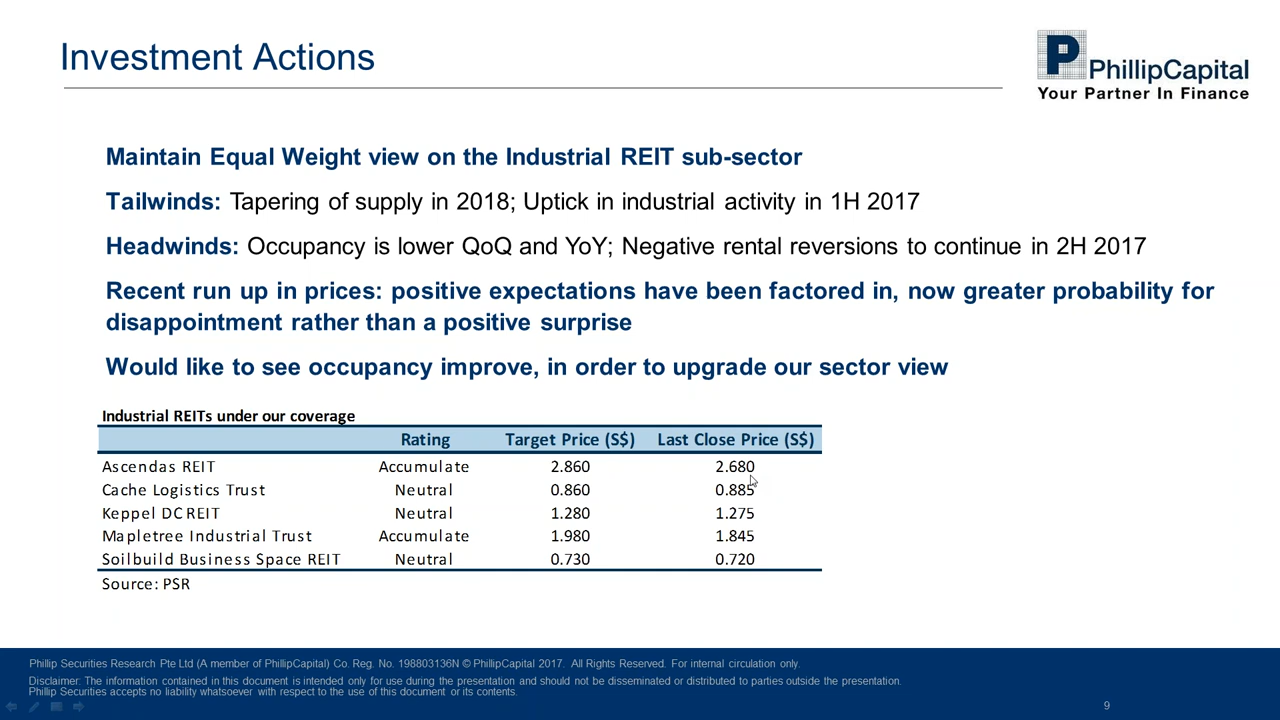 Investment Actions
P
PhillipCapital
Your Partner In Finance
Maintain Equal Weight view on the Industrial REIT sub-sector
Tailwinds: Tapering of supply in 2018; Uptick in industrial activity in 1H 2017
Headwinds: Occupancy is lower QoQ and YoY; Negative rental reversions to continue in 2H 2017
Recent run up in prices: positive expectations have been factored in, now greater probability for
disappointment rather than a positive surprise
Would like to see occupancy improve, in order to upgrade our sector view
Industrial REITs under our coverage
Rating Target Price (S$) Last Close Price (S$)
Ascendas REIT Accumulate 2.860 2.680
Cache Logistics Trust Neutral 0.860 0.885
Keppel DC REIT Neutral 1.280 1.275
Mapletree Industrial Trust Accumulate 1.980 1.845
Soilbuild Business Space REIT Neutral 0.730 0.720
Source: PSR
Phillip Securities Research Pte Ltd (A member of PhillipCapital) Co. Reg. No. 198803136N © PhillipCapital 2017. All Rights Reserved. For internal circulation only.
Disclaimer: The information contained in this document is intended only for use during the presentation and should not be disseminated or distributed to parties outside the presentation.
Phillip Securities accepts no liability whatsoever with respect to the use of this document or its contents.
9